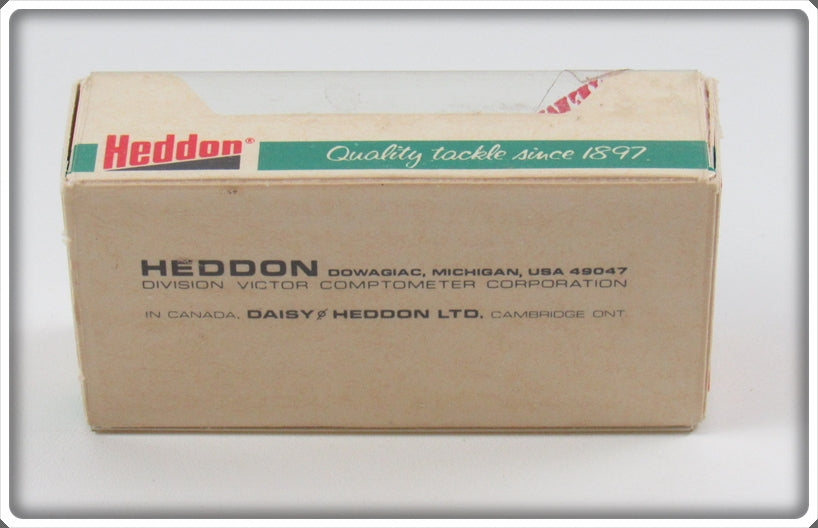 Heddon®
Quality tackle since 1897
HEDDON DOWAGIAC, MICHIGAN, USA 49047
DIVISION VICTOR COMPTOMETER CORPORATION
IN CANADA, DAISY HEDDON LTD. CAMBRIDGE ONT.